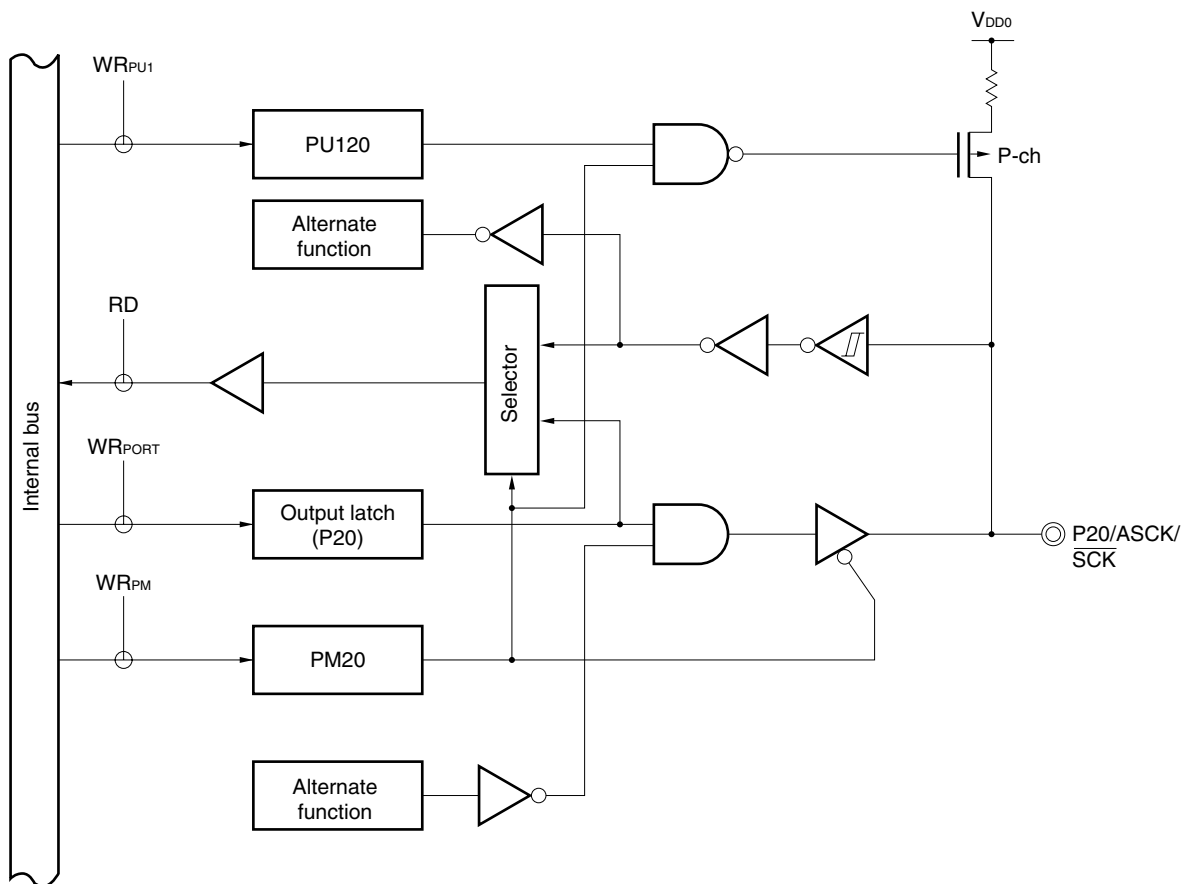 VDD0
WRPU1
PU120
P-ch
Alternate
function
RD
Selector
Internal bus
WRPORT
Output latch
(P20)
P20/ASCK/
SCK
WRPM
PM20
Alternate
function